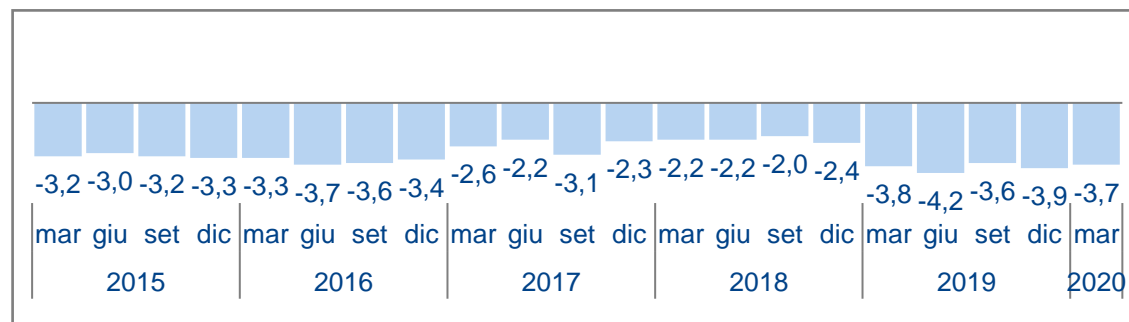 -3,2 -3,0 -3,2 -3,3 -3,3 -3,7 -3,6 -3,4 -2,6 -2,2 -3,1 -2,3 -2,2 -2,2 -2,0 -2,4 -3,8 -4,2 -3,6 -3,9 -3,7
mar giu set dic mar giu set dic mar giu set dic mar giu set dic mar giu set dic mar
2015 2016 2017 2018 2019 2020